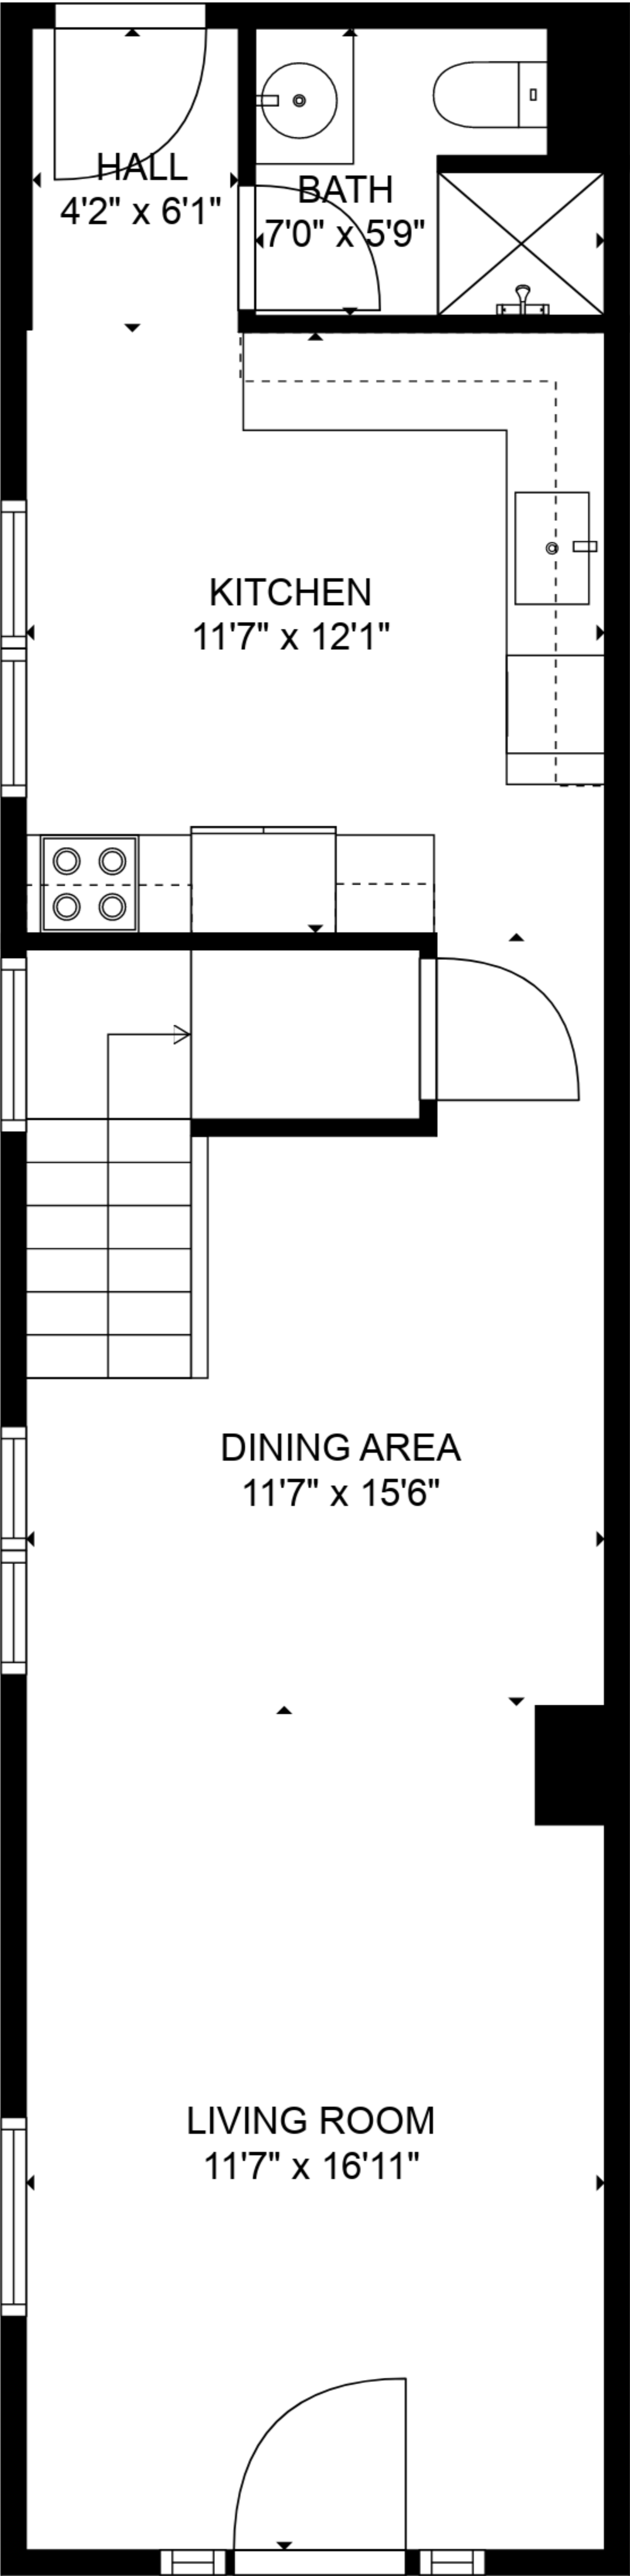 HALL
4'2" x 6'1"
BATH
7'0" x 5'9"
KITCHEN
11'7" x 12'1"
DINING AREA
11'7" x 15'6"
LIVING ROOM
11'7" x 16'11"